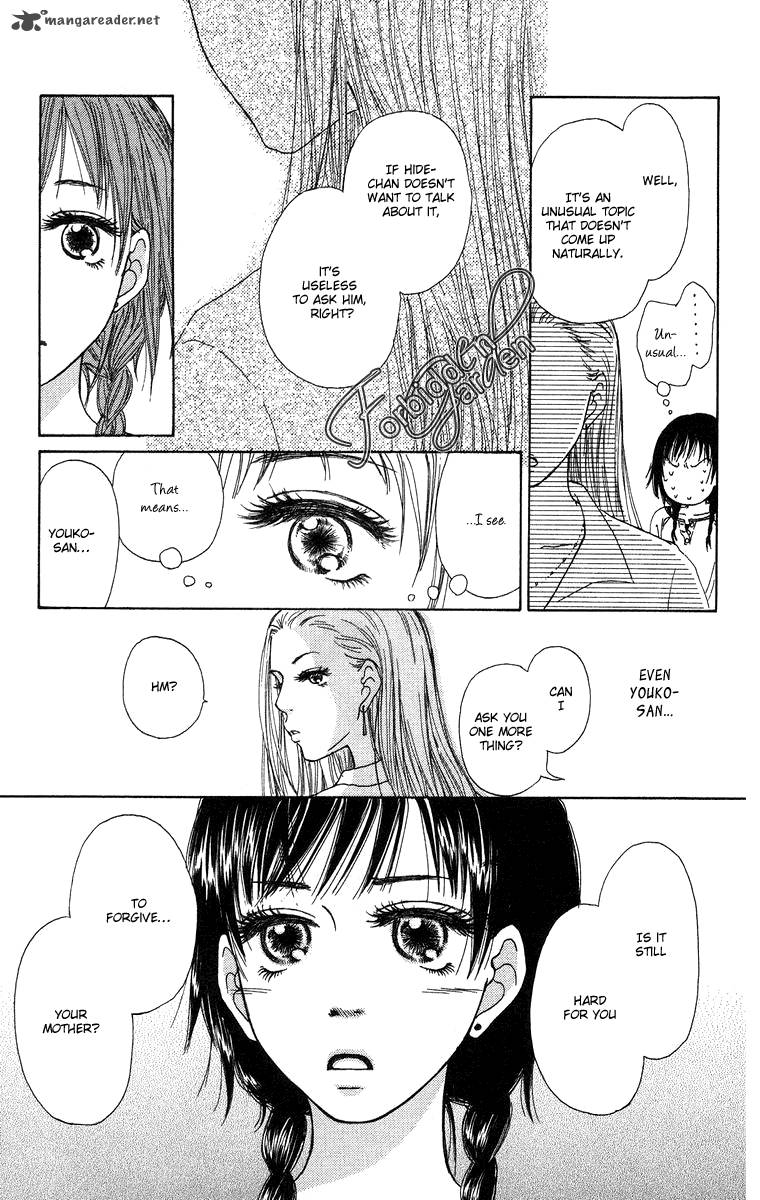 mangareader.net
WELL,
IT'S AN
UNUSUAL TOPIC
THAT DOESN'T
COME UP
NATURALLY.
.......
Un-
usual...
IF HIDE-
CHAN DOESN'T
WANT TO TALK
ABOUT IT,
IT'S
USELESS
TO ASK HIM,
RIGHT?
Forbidden
Garden
...I see.
That
means...
YOUKO-
SAN...
EVEN
YOUKO-
SAN...
CAN
I
ASK YOU
ONE MORE
THING?
HM?
IS IT
STILL
HARD
FOR YOU
TO
FORGIVE...
YOUR
MOTHER?